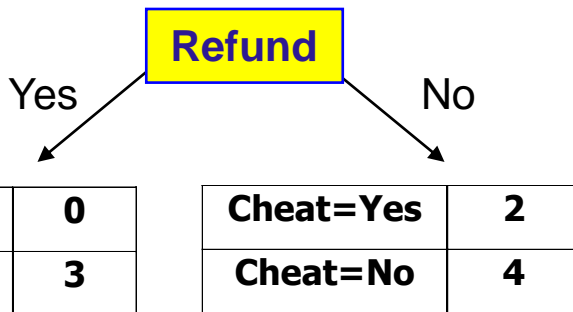 Refund
Yes No
0
3
Cheat=Yes 2
Cheat=No 4